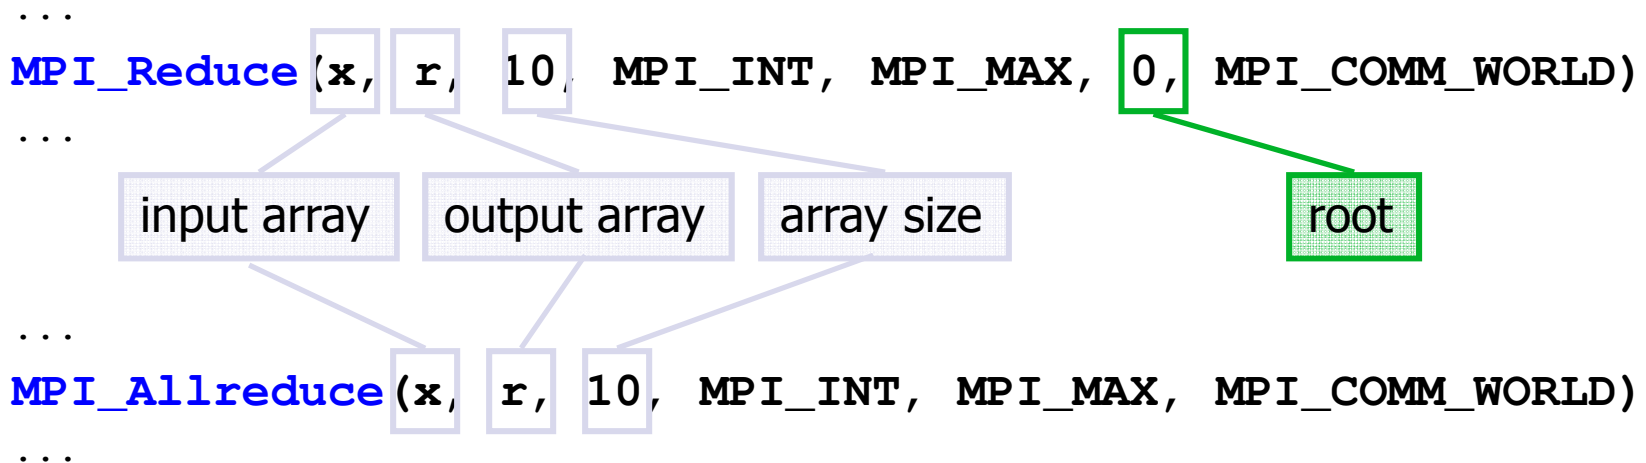 ...
MPI_Reduce(x, r, 10, MPI_INT, MPI_MAX, 0, MPI_COMM_WORLD)
...
input array output array array size root
...
MPI_Allreduce(x, r, 10, MPI_INT, MPI_MAX, MPI_COMM_WORLD)
...